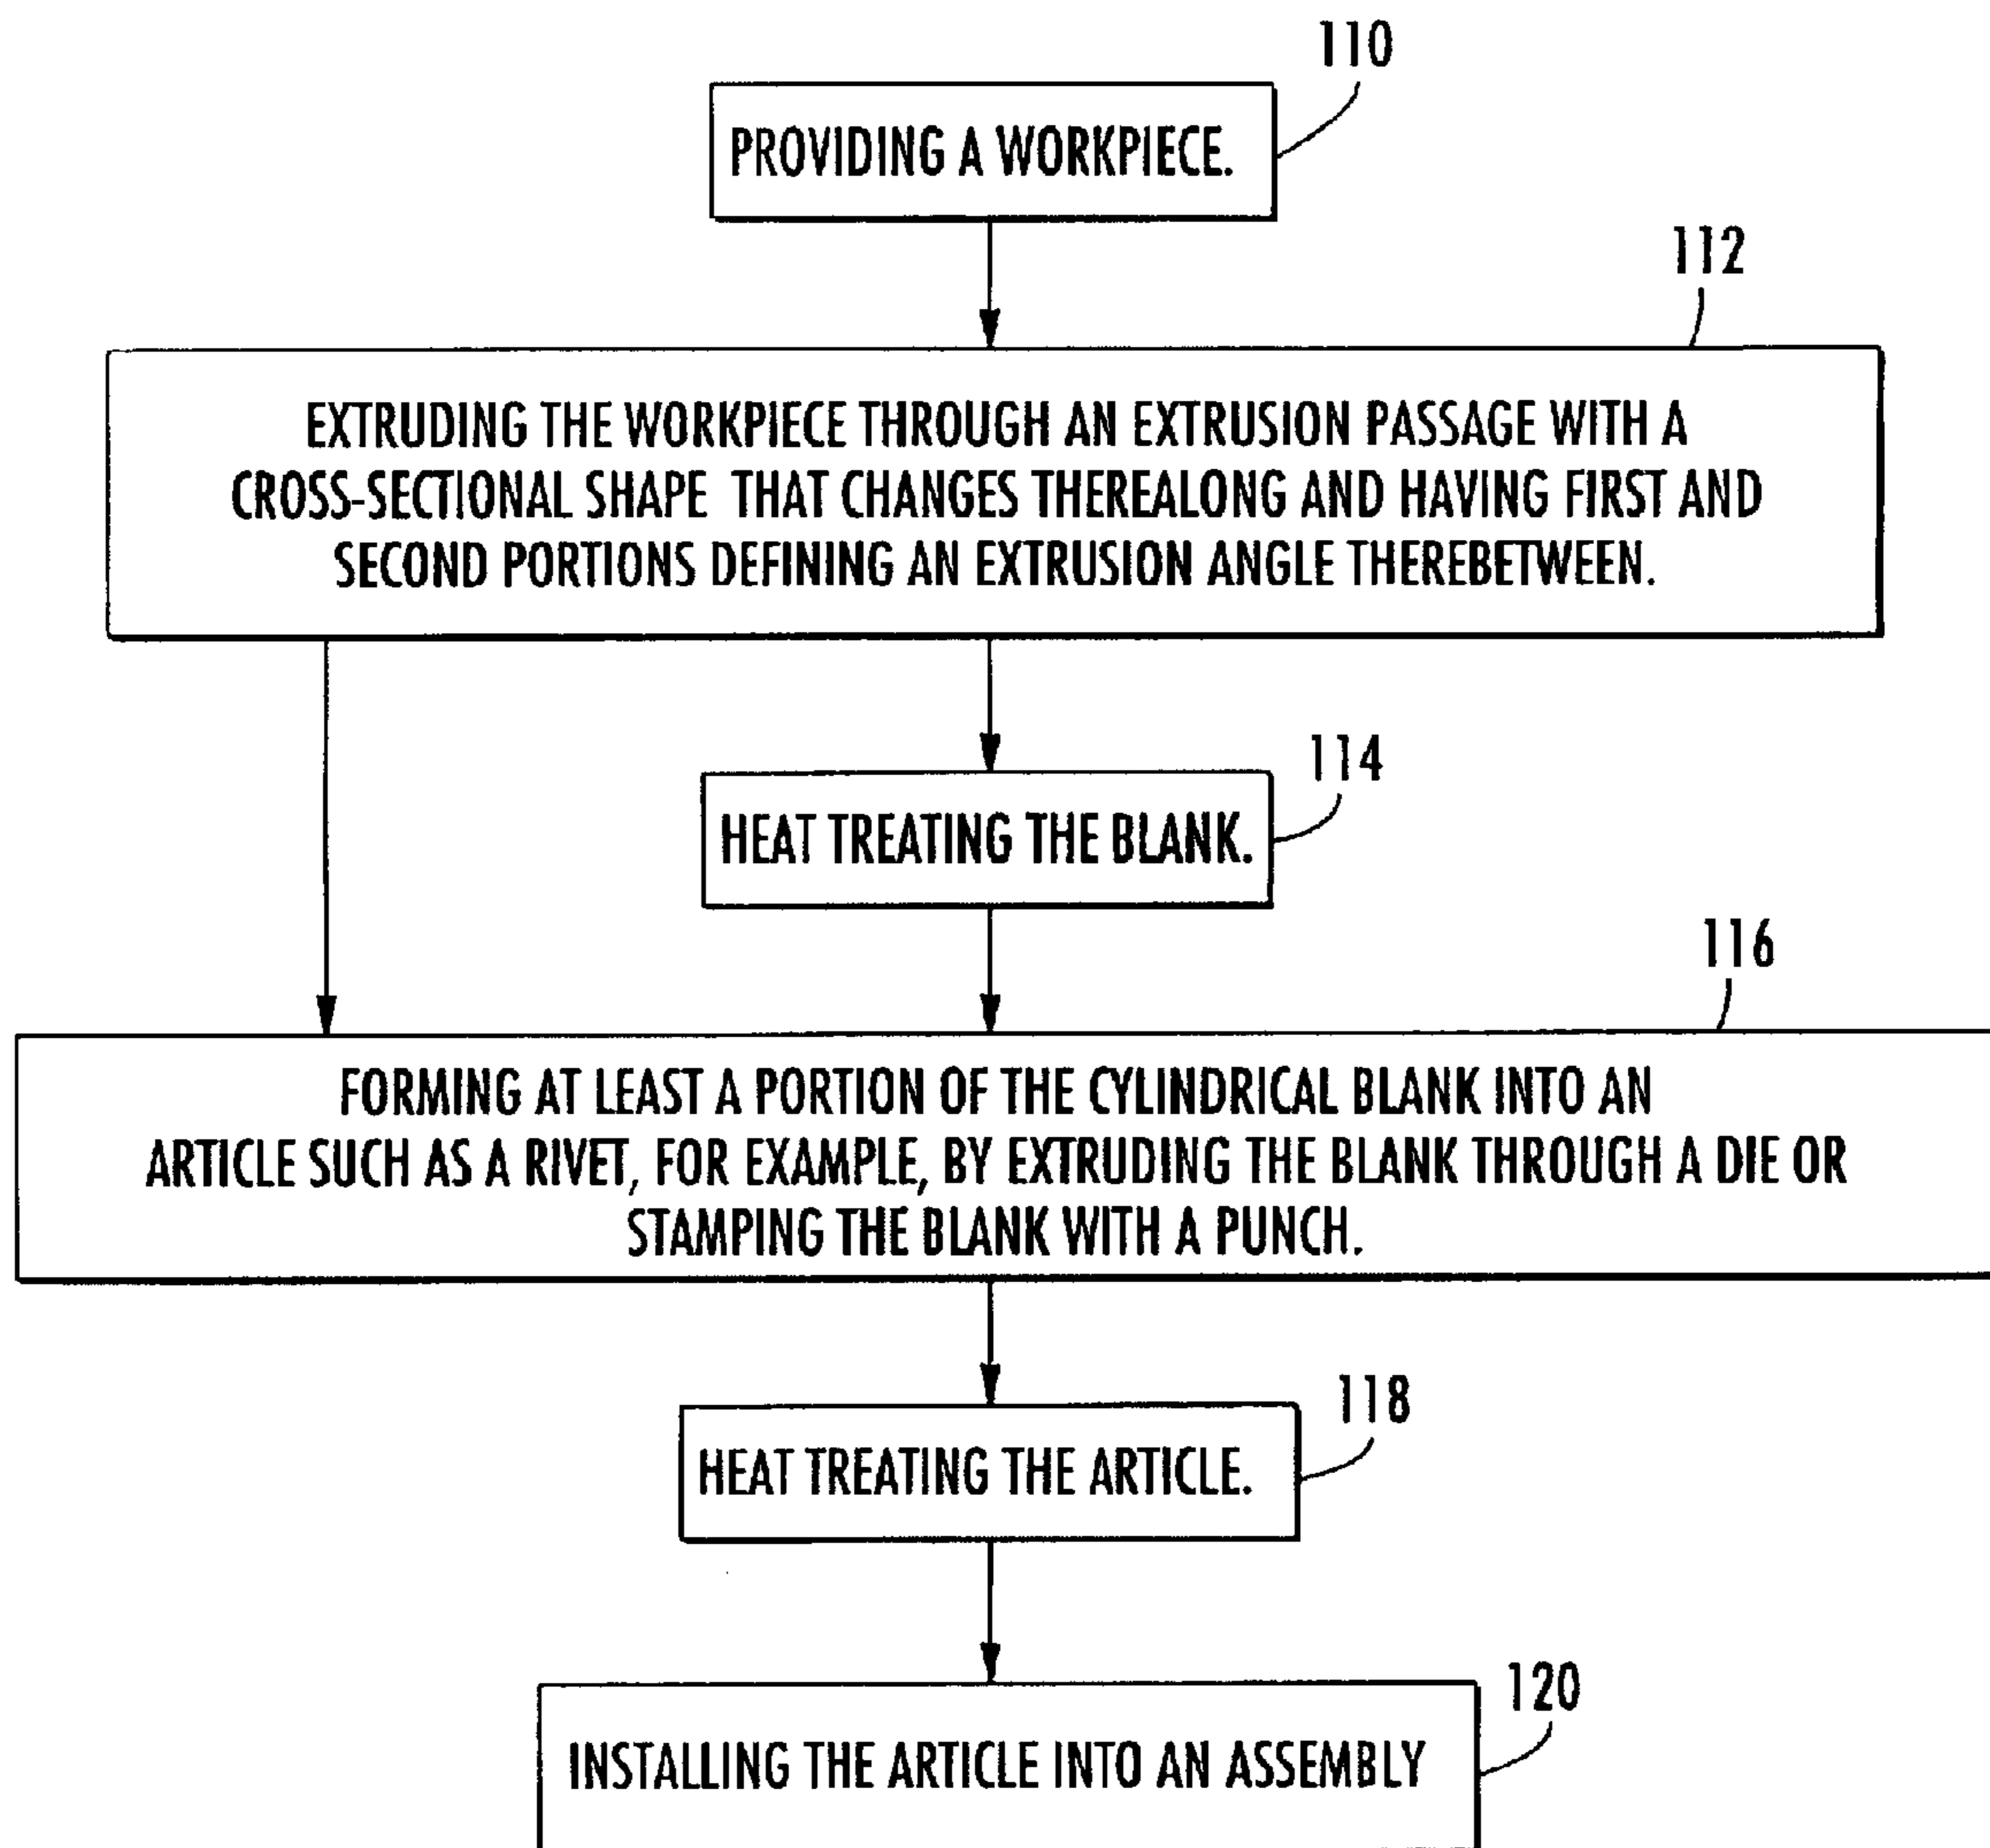 110
PROVIDING A WORKPIECE.
112
EXTRUDING THE WORKPIECE THROUGH AN EXTRUSION PASSAGE WITH A
CROSS-SECTIONAL SHAPE THAT CHANGES THEREALONG AND HAVING FIRST AND
SECOND PORTIONS DEFINING AN EXTRUSION ANGLE THEREBETWEEN.
114
HEAT TREATING THE BLANK.
116
FORMING AT LEAST A PORTION OF THE CYLINDRICAL BLANK INTO AN
ARTICLE SUCH AS A RIVET, FOR EXAMPLE, BY EXTRUDING THE BLANK THROUGH A DIE OR
STAMPING THE BLANK WITH A PUNCH.
118
HEAT TREATING THE ARTICLE.
120
INSTALLING THE ARTICLE INTO AN ASSEMBLY